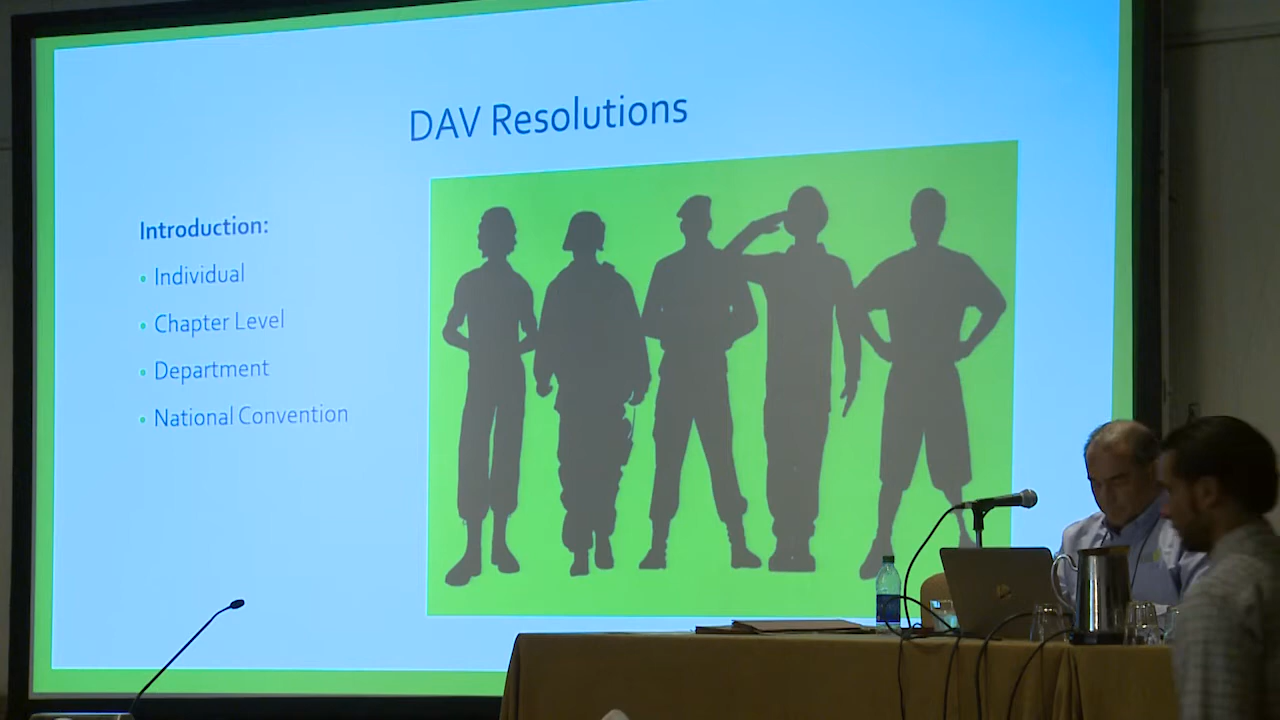 DAV Resolutions
Introduction:
• Individual
• Chapter Level
• Department
• National Convention